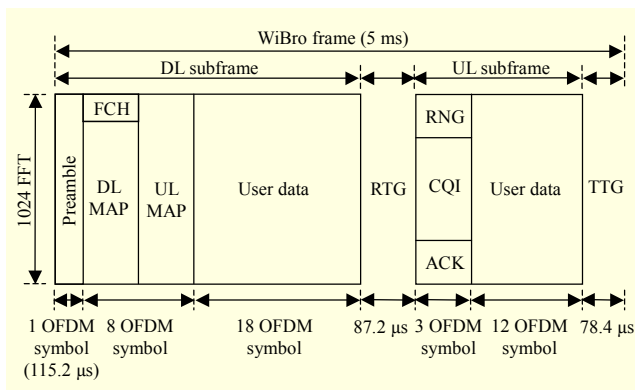 WiBro frame (5 ms)
DL subframe
UL subframe
1024 FFT
Preamble
FCH
DL
MAP
UL
MAP
User data
RTG
RNG
CQI
ACK
User data
TTG
1 OFDM
symbol
(115.2 μs)
8 OFDM
symbol
18 OFDM
symbol
87.2 μs
3 OFDM
symbol
12 OFDM
symbol
78.4 μs